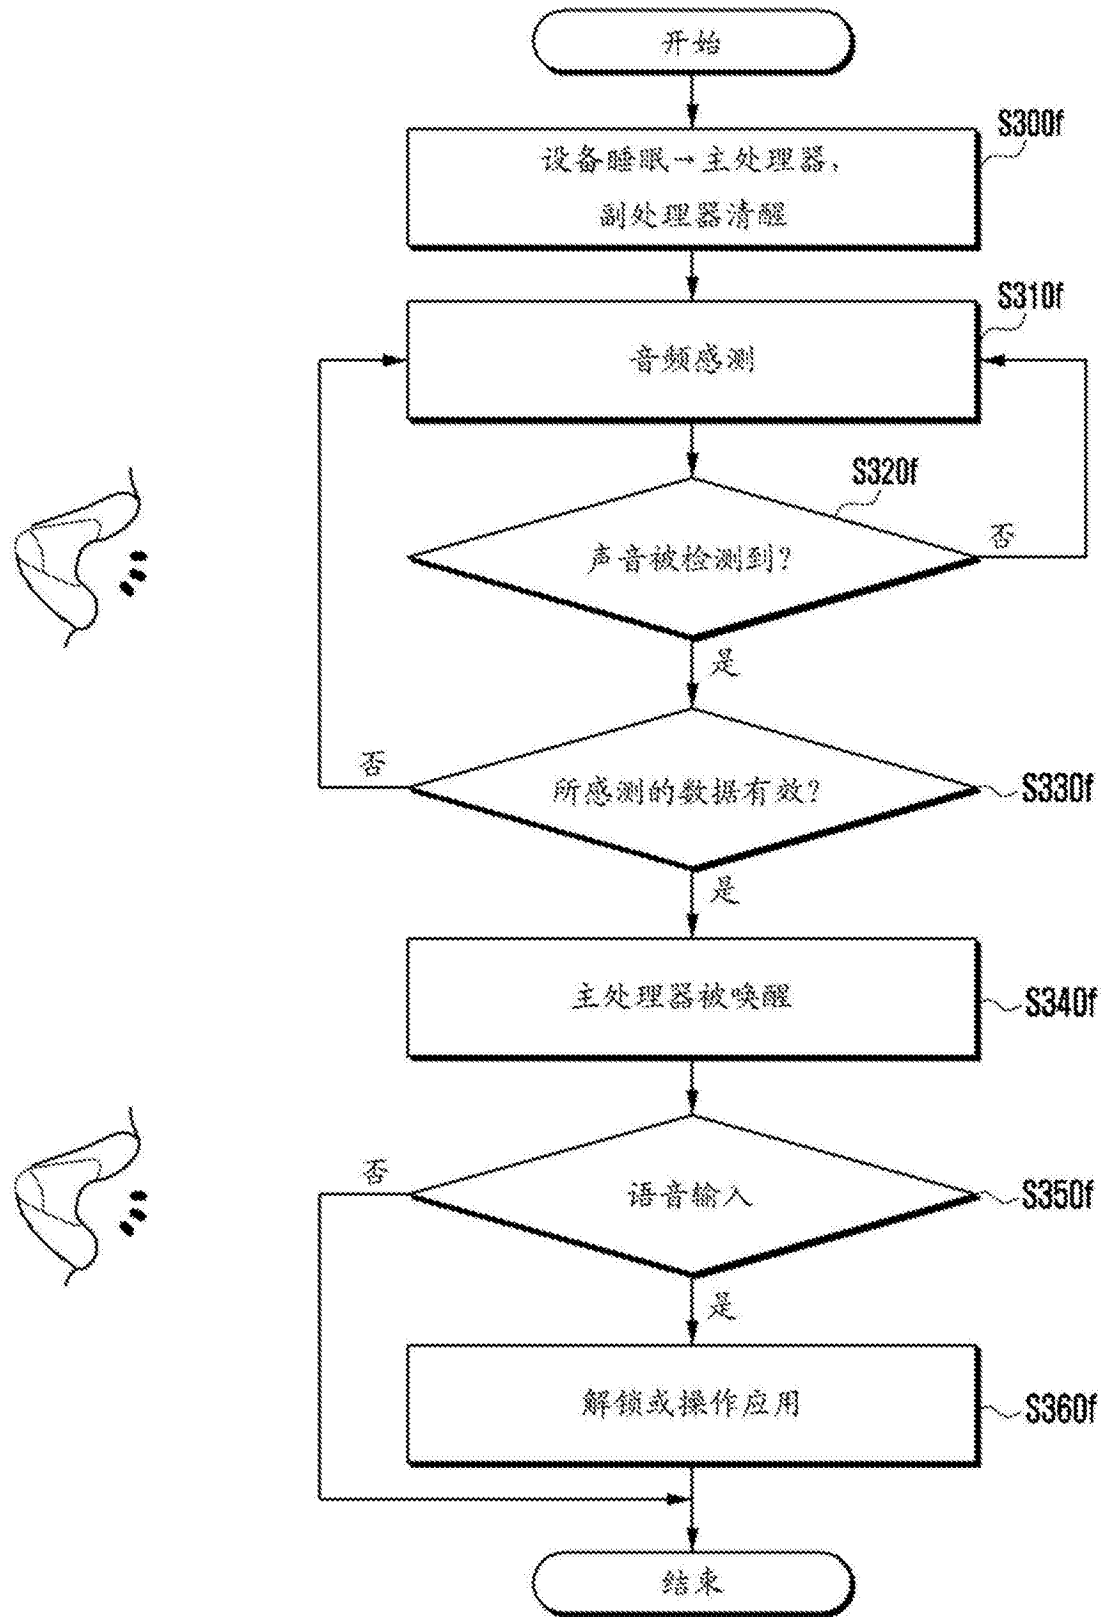 开始
S300f
设备睡眠→主处理器,
副处理器清醒
S310f
音频感测
S320f
声音被检测到?
否
是
否
所感测的数据有效?
S330f
是
主处理器被唤醒
S340f
否
语音输入
S350f
是
解锁或操作应用
S360f
结束